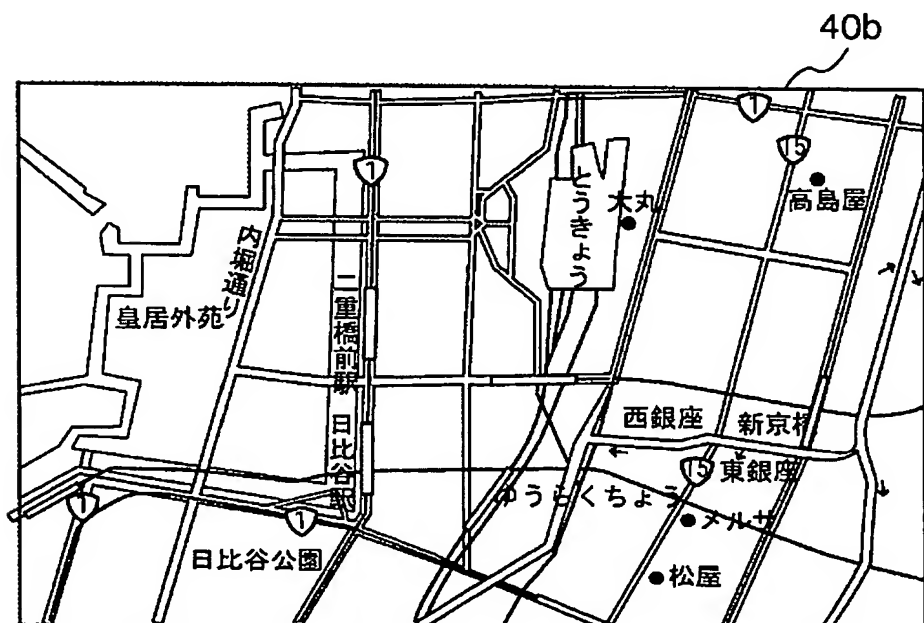 40b
1
15
1
とうきょう
大丸
高島屋
内堀通り
皇居外苑
二重橋前駅
日比谷駅
西銀座
新京橋
15
東銀座
ゆうらくちょう
メルサ
1
1
日比谷公園
松屋